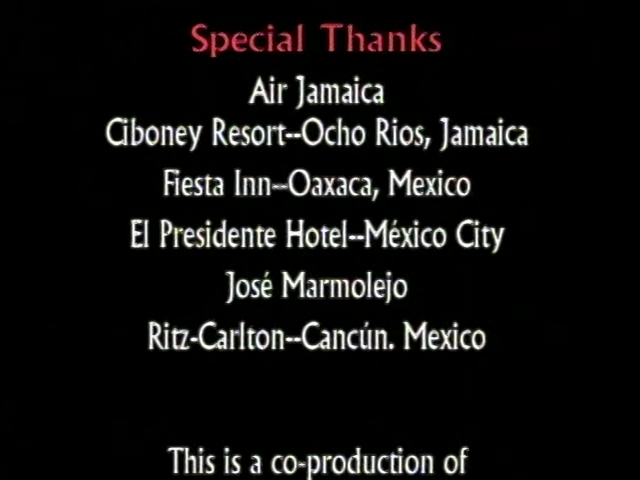 Special Thanks
Air Jamaica
Ciboney Resort--Ocho Rios, Jamaica
Fiesta Inn--Oaxaca, Mexico
El Presidente Hotel--México City
José Marmolejo
Ritz-Carlton--Cancún. Mexico
This is a co-production of